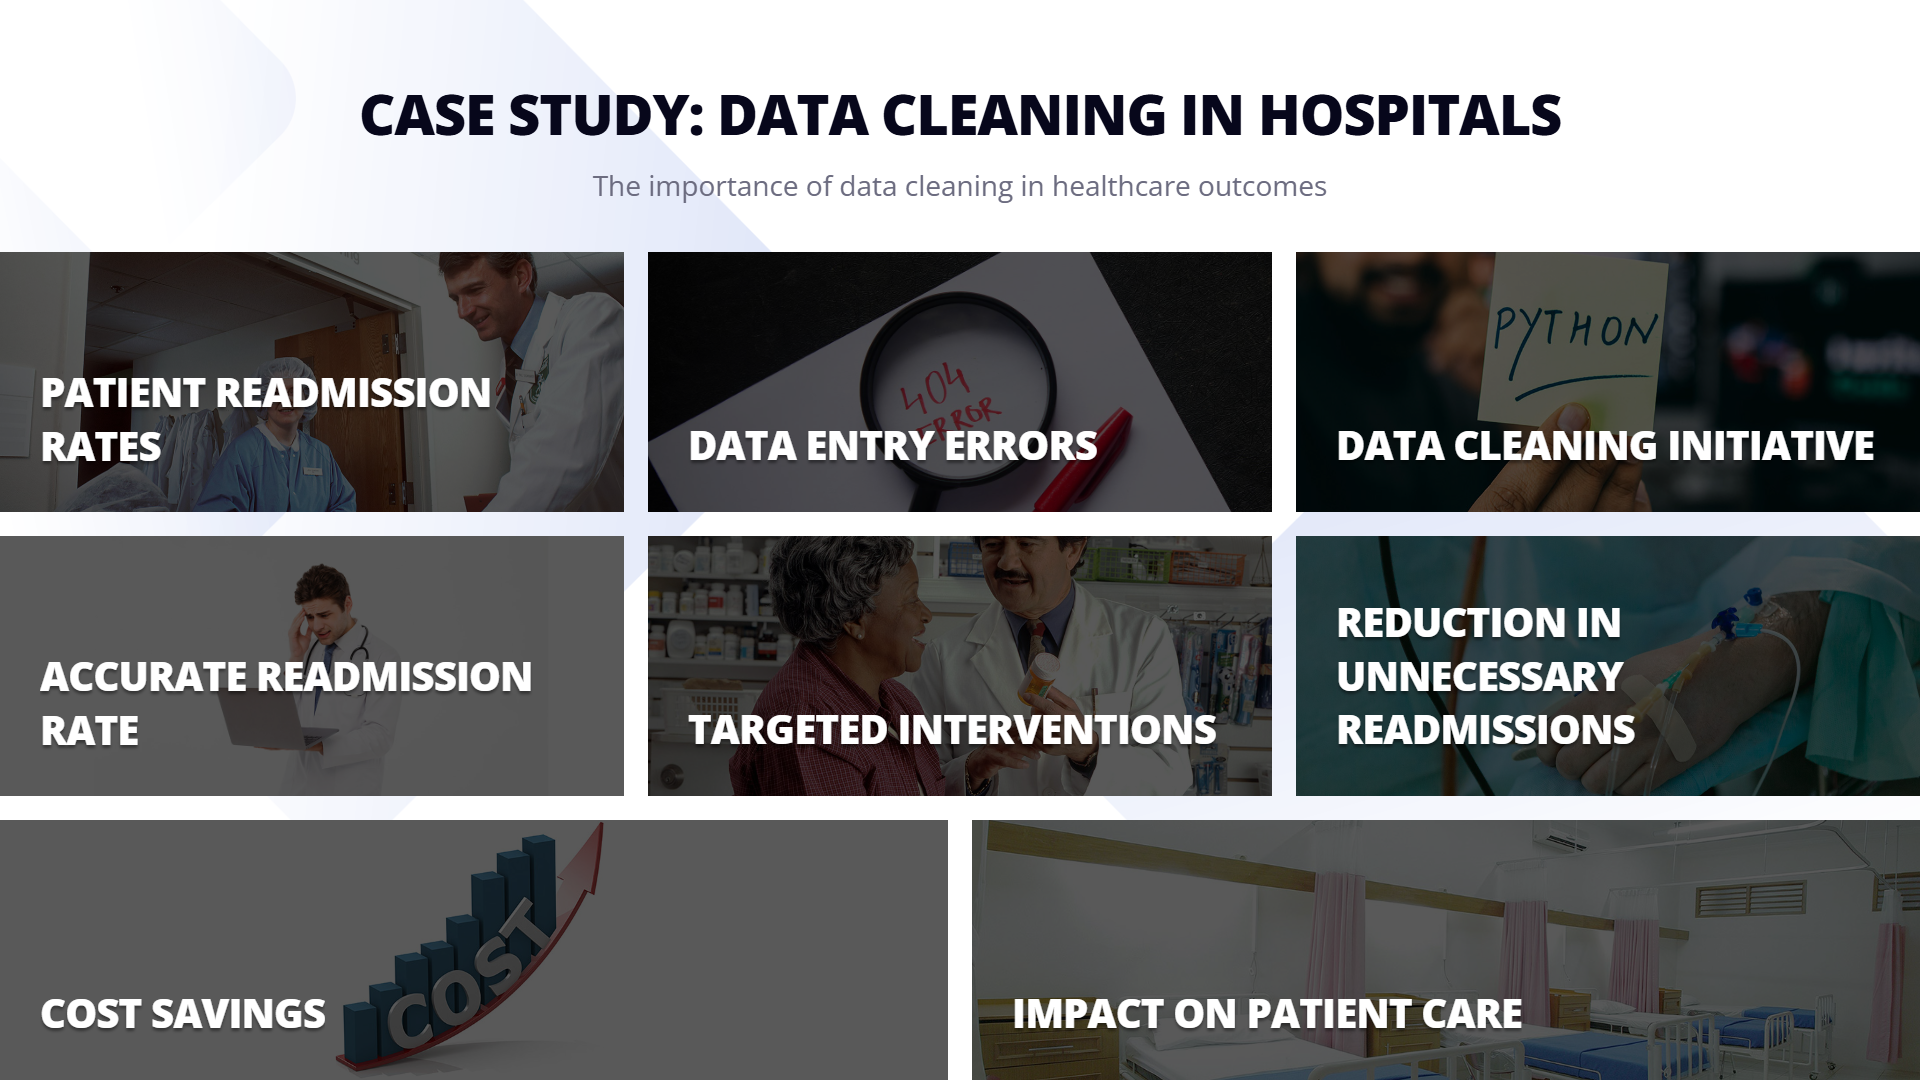 CASE STUDY: DATA CLEANING IN HOSPITALS
The importance of data cleaning in healthcare outcomes
PATIENT READMISSION
RATES
404
ERROR
DATA ENTRY ERRORS
PYTHON
DATA CLEANING INITIATIVE
ACCURATE READMISSION
RATE
TARGETED INTERVENTIONS
REDUCTION IN
UNNECESSARY
READMISSIONS
COST
COST SAVINGS
IMPACT ON PATIENT CARE